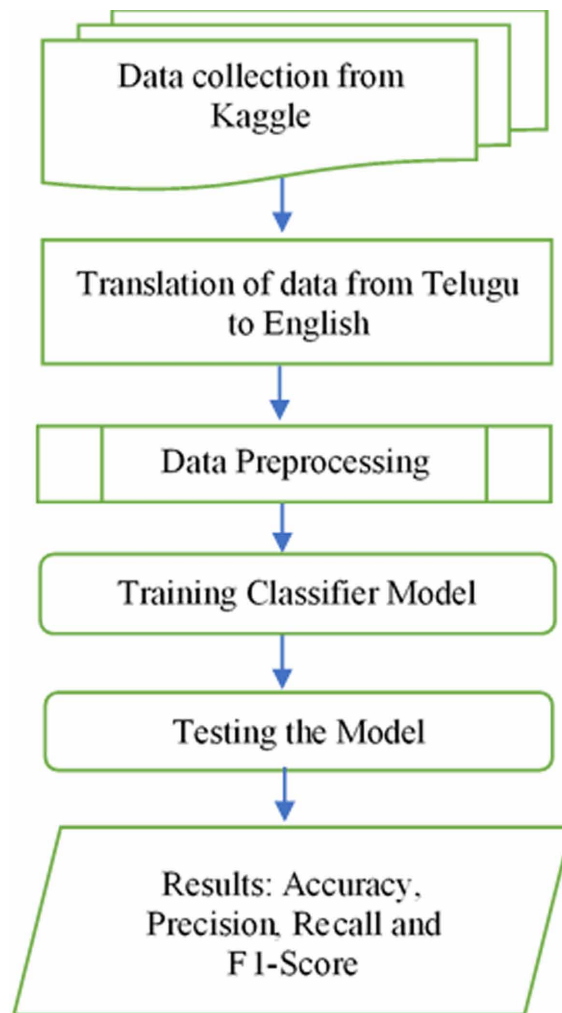 Data collection from
Kaggle
Translation of data from Telugu
to English
Data Preprocessing
Training Classifier Model
Testing the Model
Results: Accuracy,
Precision, Recall and
F1-Score